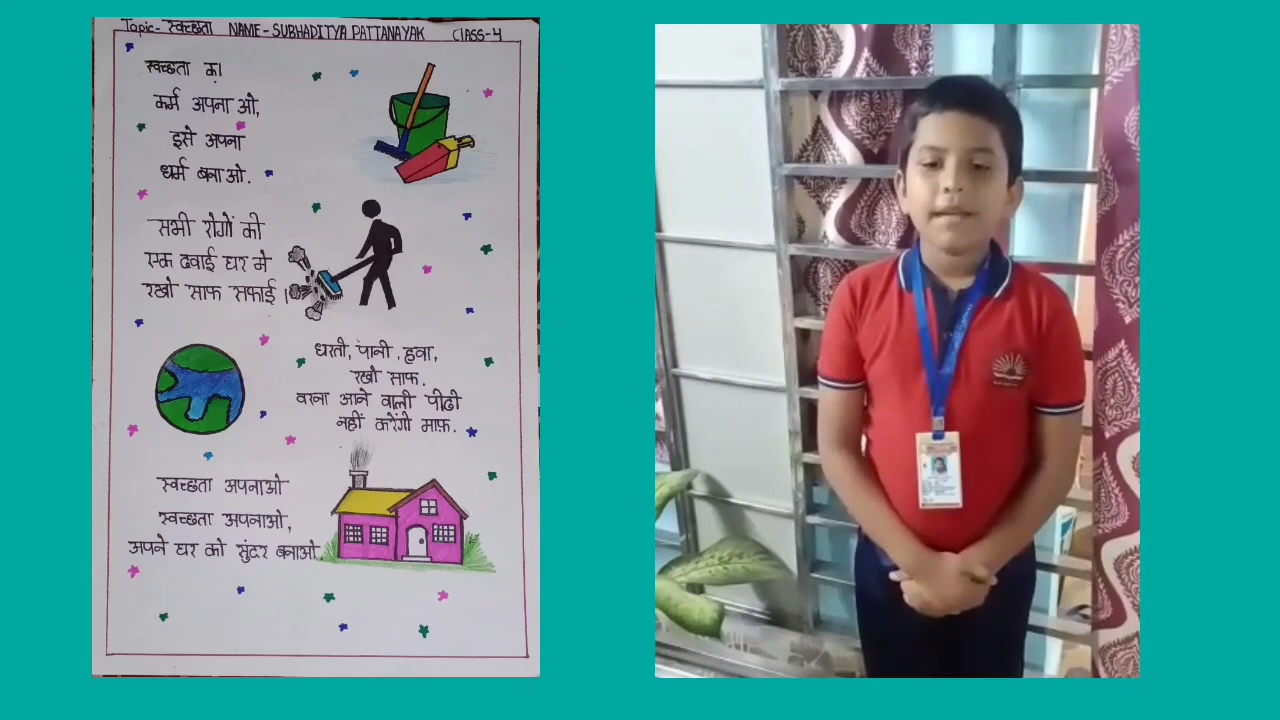 Topic- स्वच्छता NAME-SUBHADITYA PATTANAYAK CLASS-4
स्वच्छता का
कर्म अपनाओ,
इसे अपना
धर्म बनाओ.
सभी रोगों की
एक दवाई घर मे
रखो साफ सफाई।
धरती, पानी, हवा,
रखो साफ.
वरना आने वाली पीढी
नहीं करेंगी माफ.
स्वच्छता अपनाओ
स्वच्छता अपनाओ,
अपने घर को सुंदर बनाओ.